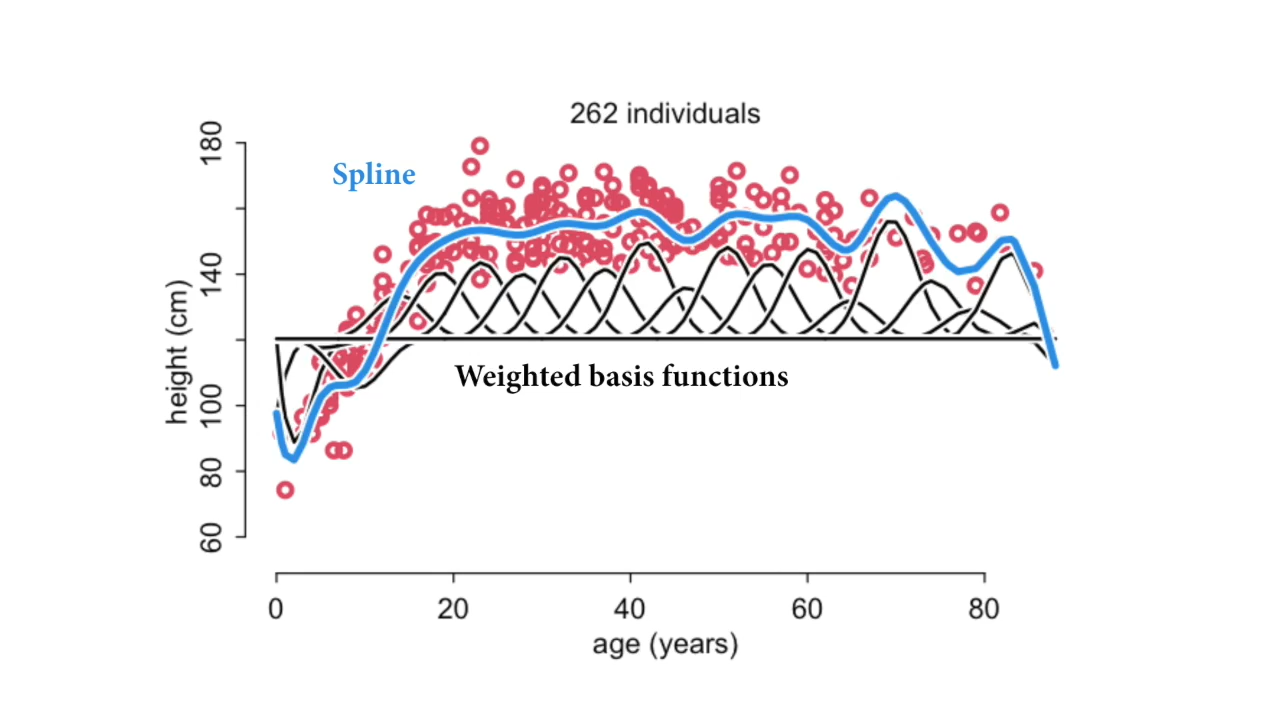 262 individuals
Spline
180
140
100
80
60
height (cm)
Weighted basis functions
0 20 40 60 80
age (years)